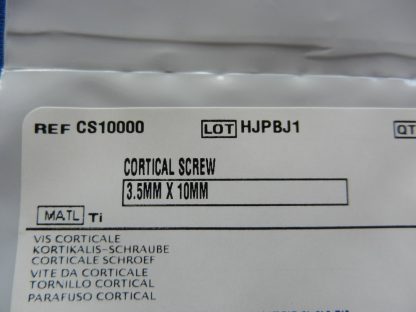 REF CS10000 LOT HJPBJ1 QT
CORTICAL SCREW
3.5MM X 10MM
MATL Ti
VIS CORTICALE
KORTIKALIS-SCHRAUBE
CORTICALE SCHROEF
VITE DA CORTICALE
TORNILLO CORTICAL
PARAFUSO CORTICAL